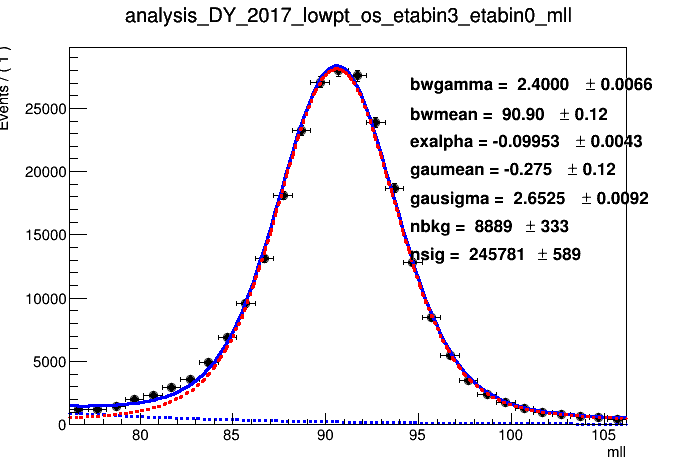 analysis_DY_2017_lowpt_os_etabin3_etabin0_mll
Events / ( 1 )
bwgamma = 2.4000 ± 0.0066
bwmean = 90.90 ± 0.12
exalpha = -0.09953 ± 0.0043
gaumean = -0.275 ± 0.12
gausigma = 2.6525 ± 0.0092
nbkg = 8889 ± 333
nsig = 245781 ± 589
25000
20000
15000
10000
5000
0
80 85 90 95 100 105
mll